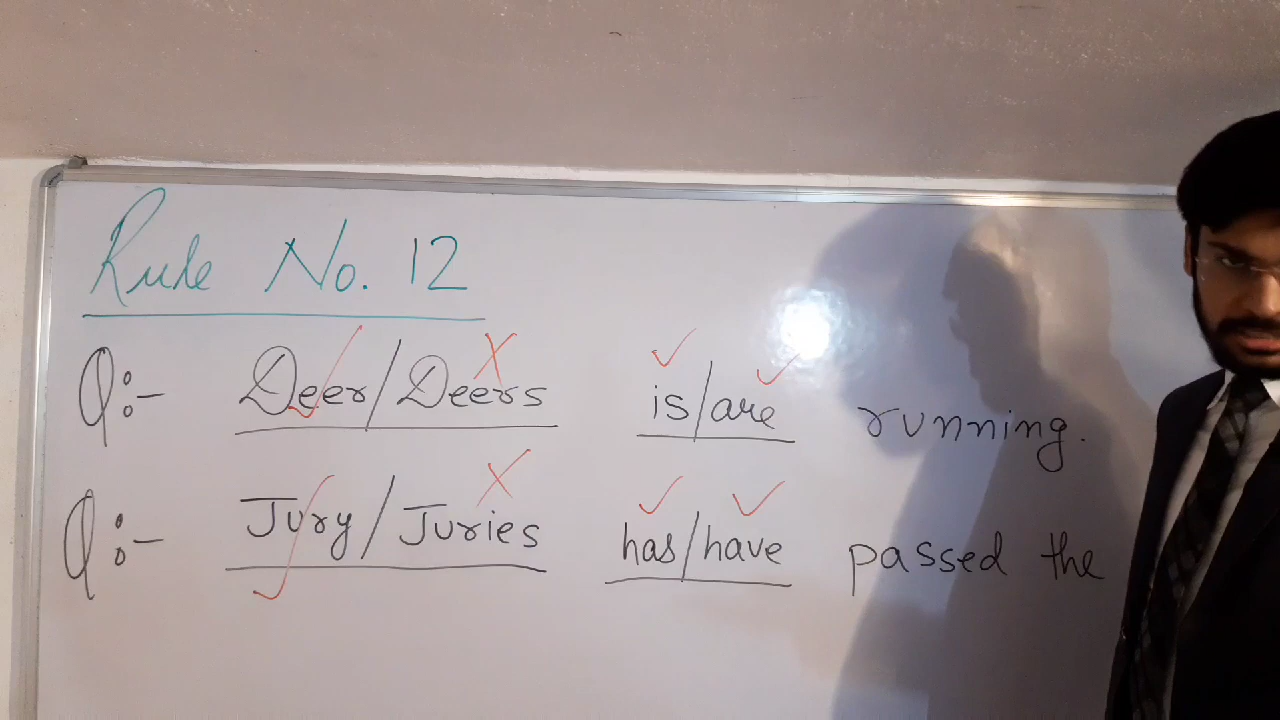 Rule No. 12
Q:- Deer/Deers is/are running.
Q:- Jury/Juries has/have passed the